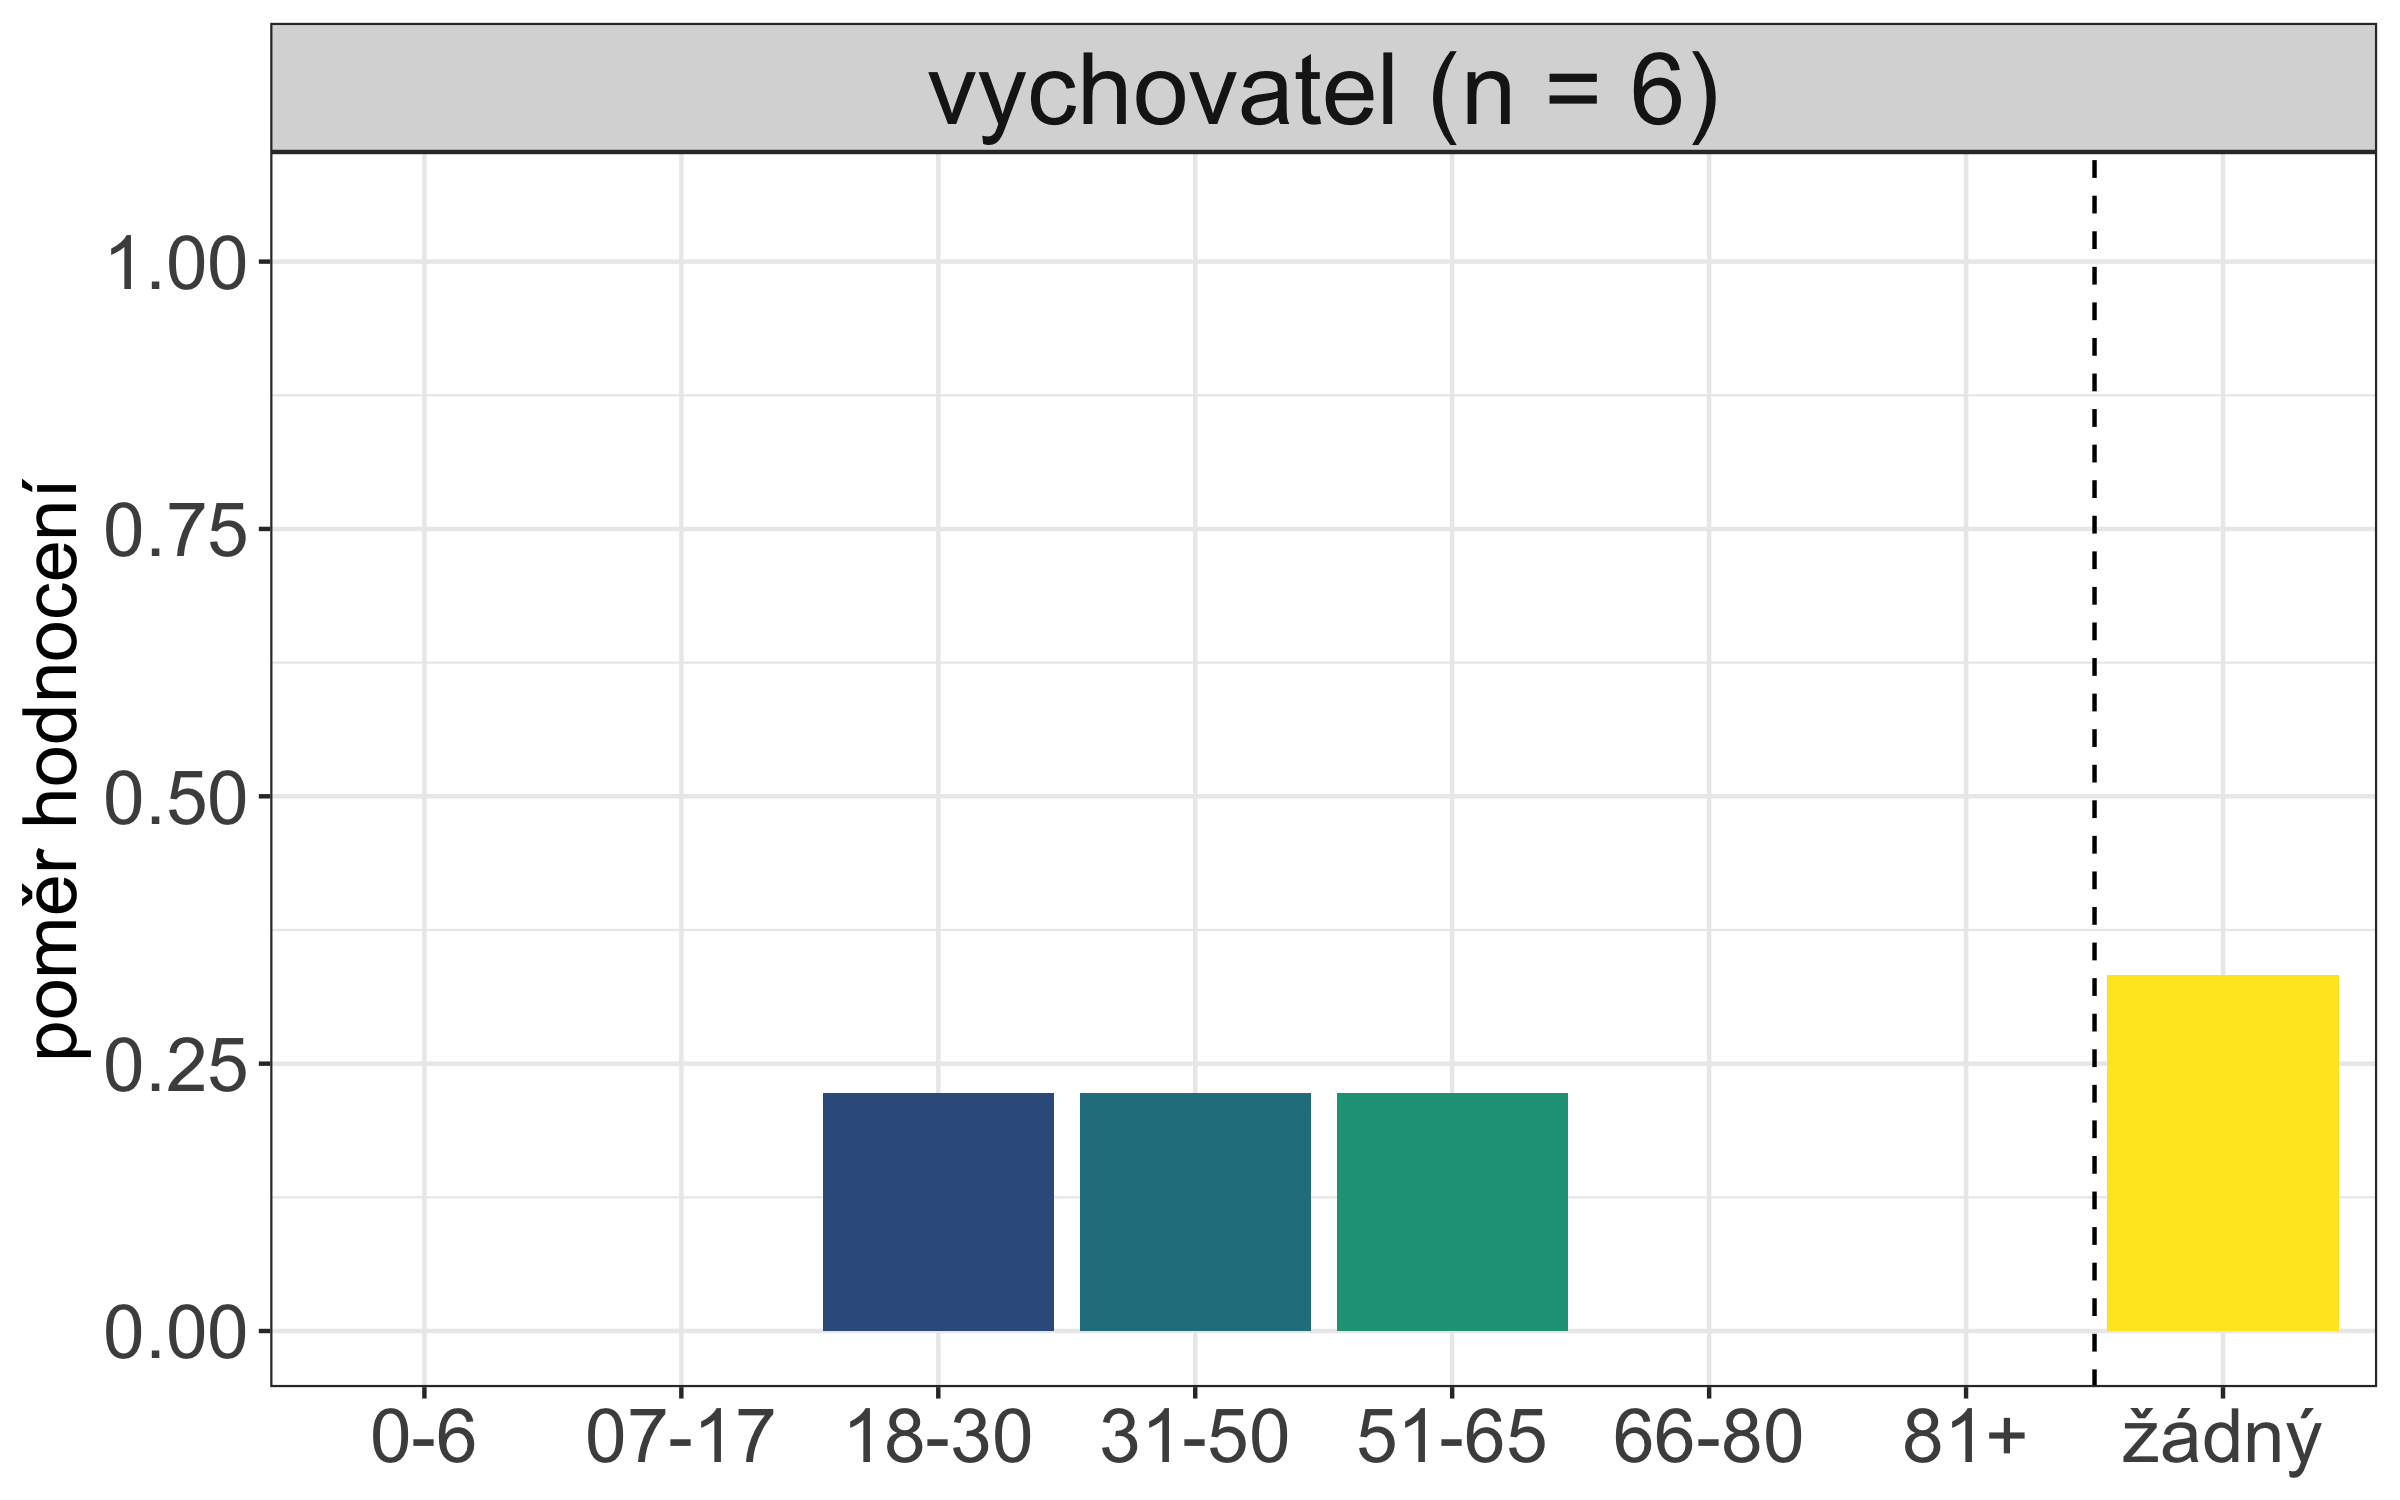 vychovatel (n = 6)
poměr hodnocení
1.00
0.75
0.50
0.25
0.00
0-6 07-17 18-30 31-50 51-65 66-80 81+ žádný